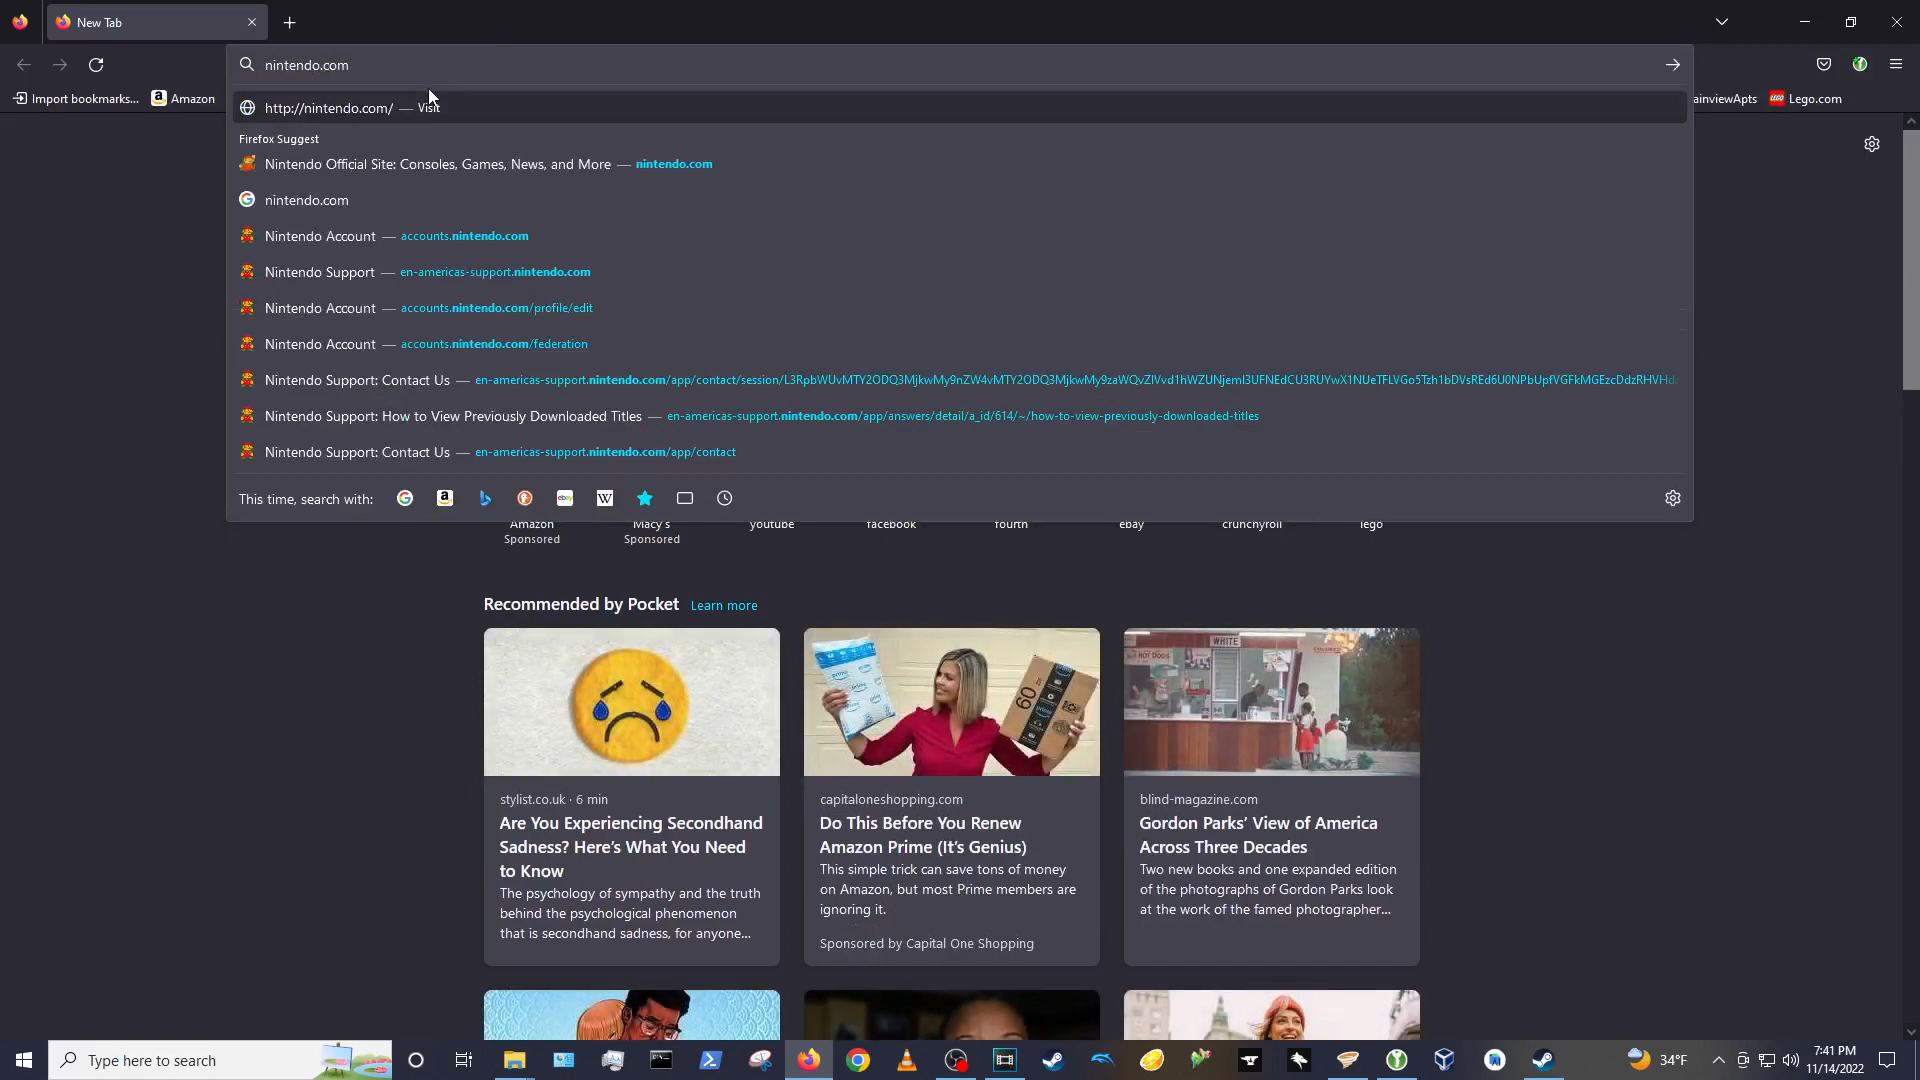 New Tab
nintendo.com
Import bookmarks...
Amazon
ainviewApts
Lego.com
http://nintendo.com/ — Visit
Firefox Suggest
Nintendo Official Site: Consoles, Games, News, and More — nintendo.com
nintendo.com
Nintendo Account — accounts.nintendo.com
Nintendo Support — en-americas-support.nintendo.com
Nintendo Account — accounts.nintendo.com/profile/edit
Nintendo Account — accounts.nintendo.com/federation
Nintendo Support: Contact Us — en-americas-support.nintendo.com/app/contact/session/
Nintendo Support: How to View Previously Downloaded Titles — en-americas-support.nintendo.com/app/answers/detail/a_id/614/~/how-to-view-previously-downloaded-titles
Nintendo Support: Contact Us — en-americas-support.nintendo.com/app/contact
This time, search with:
Amazon
Sponsored
Macy's
Sponsored
youtube
facebook
fourth
ebay
crunchyroll
lego
Recommended by Pocket Learn more
HOT DOGS
WHITE
prime
60
stylist.co.uk · 6 min
Are You Experiencing Secondhand
Sadness? Here's What You Need
to Know
The psychology of sympathy and the truth
behind the psychological phenomenon
that is secondhand sadness, for anyone...
capitaloneshopping.com
Do This Before You Renew
Amazon Prime (It's Genius)
This simple trick can save tons of money
on Amazon, but most Prime members are
ignoring it.
Sponsored by Capital One Shopping
blind-magazine.com
Gordon Parks' View of America
Across Three Decades
Two new books and one expanded edition
of the photographs of Gordon Parks look
at the work of the famed photographer...
Type here to search
34°F
7:41 PM
11/14/2022